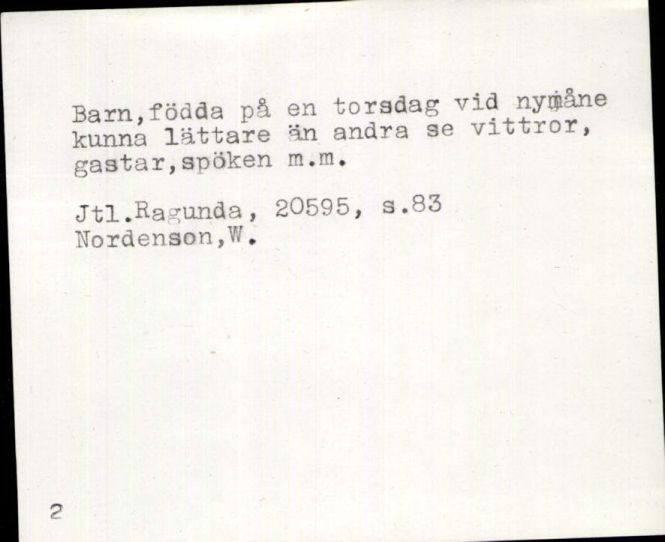 Barn,födda på en torsdag vid nymåne
kunna lättare än andra se vittror,
gastar,spöken m.m.
Jtl.Ragunda, 20595, s.83
Nordenson,W.
2